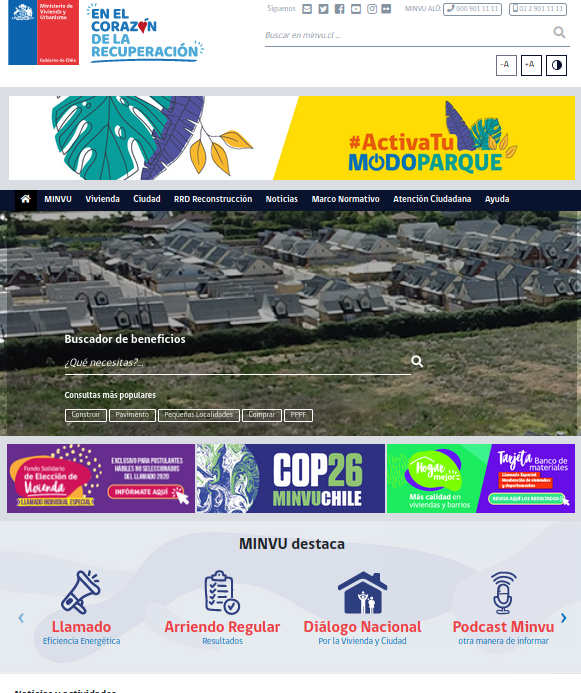 Ministerio de
Vivienda y
Urbanismo
Gobierno de Chile
EN EL
CORAZÓN
DE LA
RECUPERACIÓN
Síguenos
MINVU ALÓ:
600 901 11 11
02 2 901 11 11
Buscar en minvu.cl ...
-A
+A
#ActivaTu
MODOPARQUE
MINVU
Vivienda
Ciudad
RRD Reconstrucción
Noticias
Marco Normativo
Atención Ciudadana
Ayuda
Buscador de beneficios
¿Qué necesitas?...
Consultas más populares
Construir
Pavimento
Pequeñas Localidades
Comprar
PPPF
Fondo Solidario
de Elección de
Vivienda
LLAMADO INDIVIDUAL ESPECIAL
EXCLUSIVO PARA POSTULANTES
HÁBILES NO SELECCIONADOS
DEL LLAMADO 2020
INFÓRMATE AQUÍ
COP26
MINVUCHILE
Hogar
mejora
Más calidad en
viviendas y barrios
Tarjeta
Banco de
materiales
Llamado Especial
Mantención de viviendas
y departamentos
REVISA AQUÍ LOS RESULTADOS
MINVU destaca
Llamado
Eficiencia Energética
Arriendo Regular
Resultados
Diálogo Nacional
Por la Vivienda y Ciudad
Podcast Minvu
otra manera de informar
Noticias y actividades